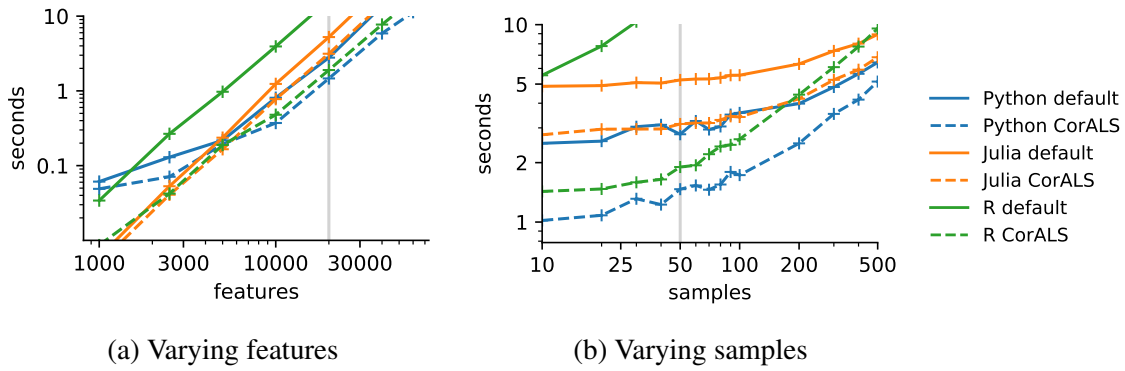 10
1
0.1
seconds
1000
3000
10000
30000
features
(a) Varying features
10
5
2
1
seconds
10
25
50
100
200
500
samples
(b) Varying samples
Python default
Python CorALS
Julia default
Julia CorALS
R default
R CorALS